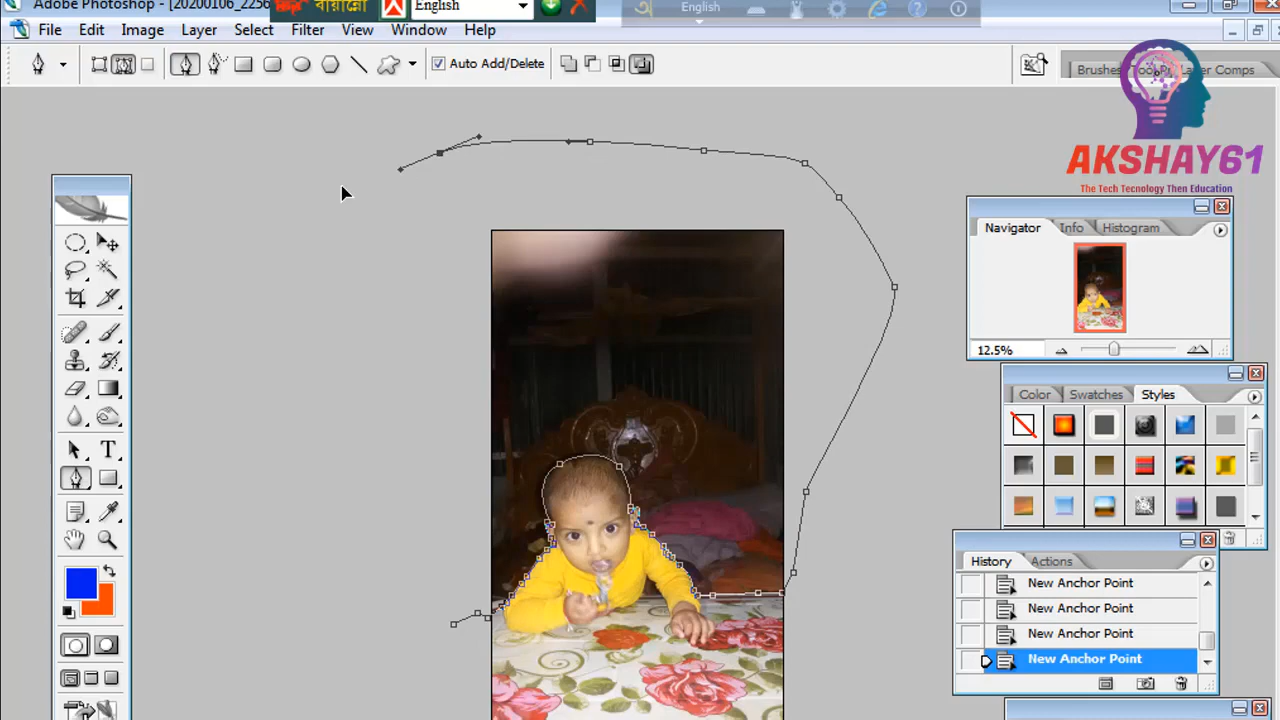 Adobe Photoshop - [20200106_2256
বায়ান্নো
English
English
File Edit Image Layer Select Filter View Window Help
Auto Add/Delete
Brushes Tool Pr Layer Comps
AKSHAY61
The Tech Tecnology Then Education
Navigator Info Histogram
12.5%
Color Swatches Styles
History Actions
New Anchor Point
New Anchor Point
New Anchor Point
New Anchor Point